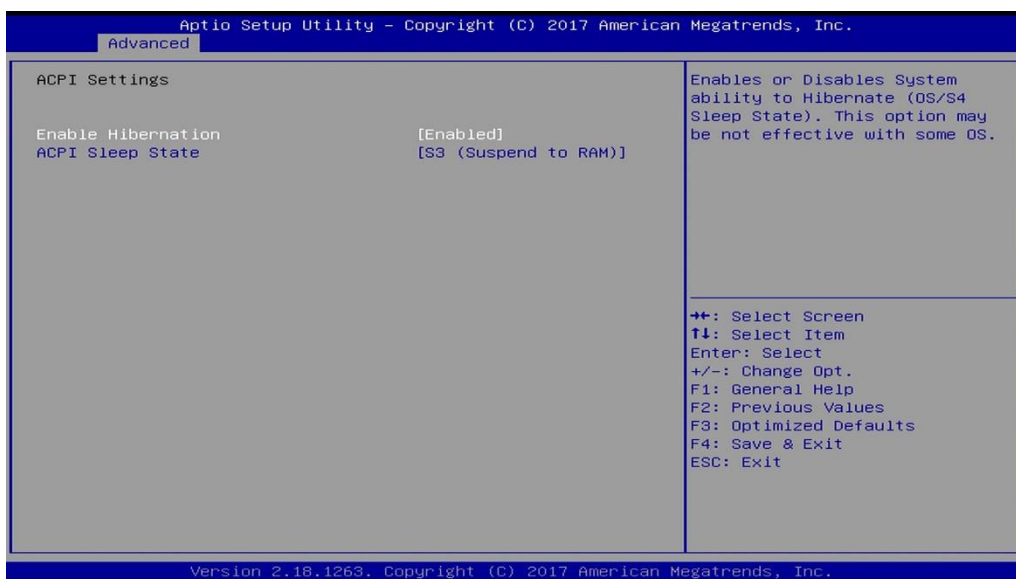 Aptio Setup Utility – Copyright (C) 2017 American Megatrends, Inc.
Advanced
ACPI Settings
Enable Hibernation [Enabled]
ACPI Sleep State [S3 (Suspend to RAM)]
Enables or Disables System
ability to Hibernate (OS/S4
Sleep State). This option may
be not effective with some OS.
→←: Select Screen
↑↓: Select Item
Enter: Select
+/-: Change Opt.
F1: General Help
F2: Previous Values
F3: Optimized Defaults
F4: Save & Exit
ESC: Exit
Version 2.18.1263. Copyright (C) 2017 American Megatrends, Inc.